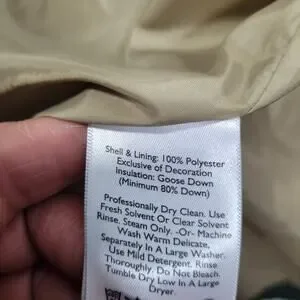 Shell & Lining: 100% Polyester
Exclusive of Decoration
Insulation: Goose Down
(Minimum 80% Down)
Professionally Dry Clean. Use
Fresh Solvent Or Clear Solvent
Rinse. Steam Only. -Or- Machine
Wash Warm Delicate,
Separately In A Large Washer.
Use Mild Detergent. Rinse
Thoroughly. Do Not Bleach.
Tumble Dry Low In A Large
Dryer.